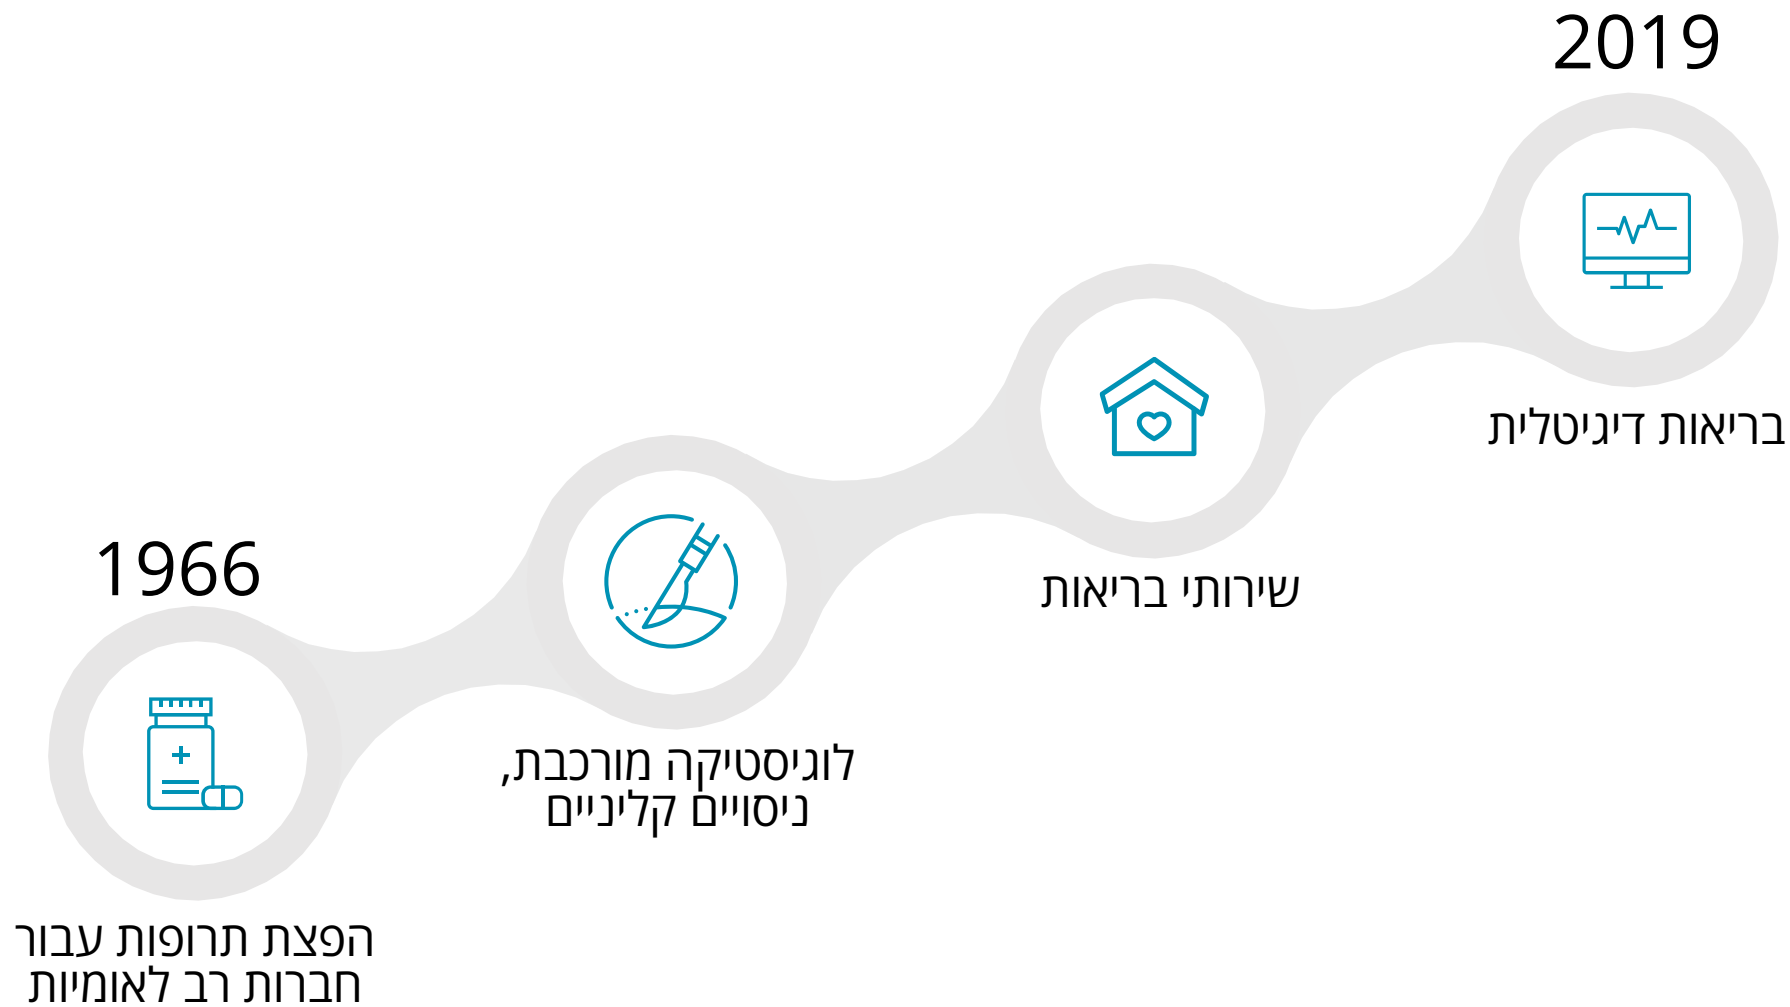 1966
הפצת תרופות עבור
חברות רב לאומיות
לוגיסטיקה מורכבת,
ניסויים קליניים
שירותי בריאות
2019
בריאות דיגיטלית